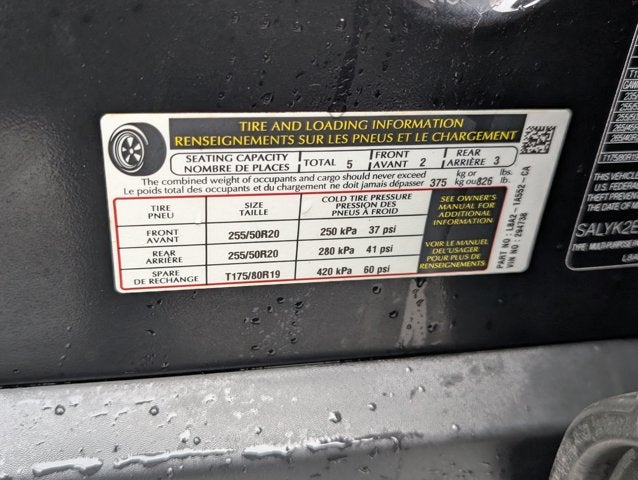 TIRE AND LOADING INFORMATION
RENSEIGNEMENTS SUR LES PNEUS ET LE CHARGEMENT
SEATING CAPACITY
NOMBRE DE PLACES
TOTAL 5
FRONT
AVANT 2
REAR
ARRIÈRE 3
The combined weight of occupants and cargo should never exceed
Le poids total des occupants et du chargement ne doit jamais dépasser
375 kg or
kg ou
826 lbs.
lb.
TIRE
PNEU
SIZE
TAILLE
COLD TIRE PRESSURE
PRESSION DES
PNEUS À FROID
FRONT
AVANT
255/50R20
250 kPa 37 psi
REAR
ARRIÈRE
255/50R20
280 kPa 41 psi
SPARE
DE RECHANGE
T175/80R19
420 kPa 60 psi
SEE OWNER'S
MANUAL FOR
ADDITIONAL
INFORMATION
VOIR LE MANUEL
DE L'USAGER
POUR PLUS DE
RENSEIGNEMENTS
PART NO: L8A2 - 1A552 - CA
VIN NO: 294738
THIS VEHICLE
U.S. FEDERAL
THEFT PREVE
THE DATE OF M
SALYK2E
TYPE: MULTI-PURPOSE
L8A